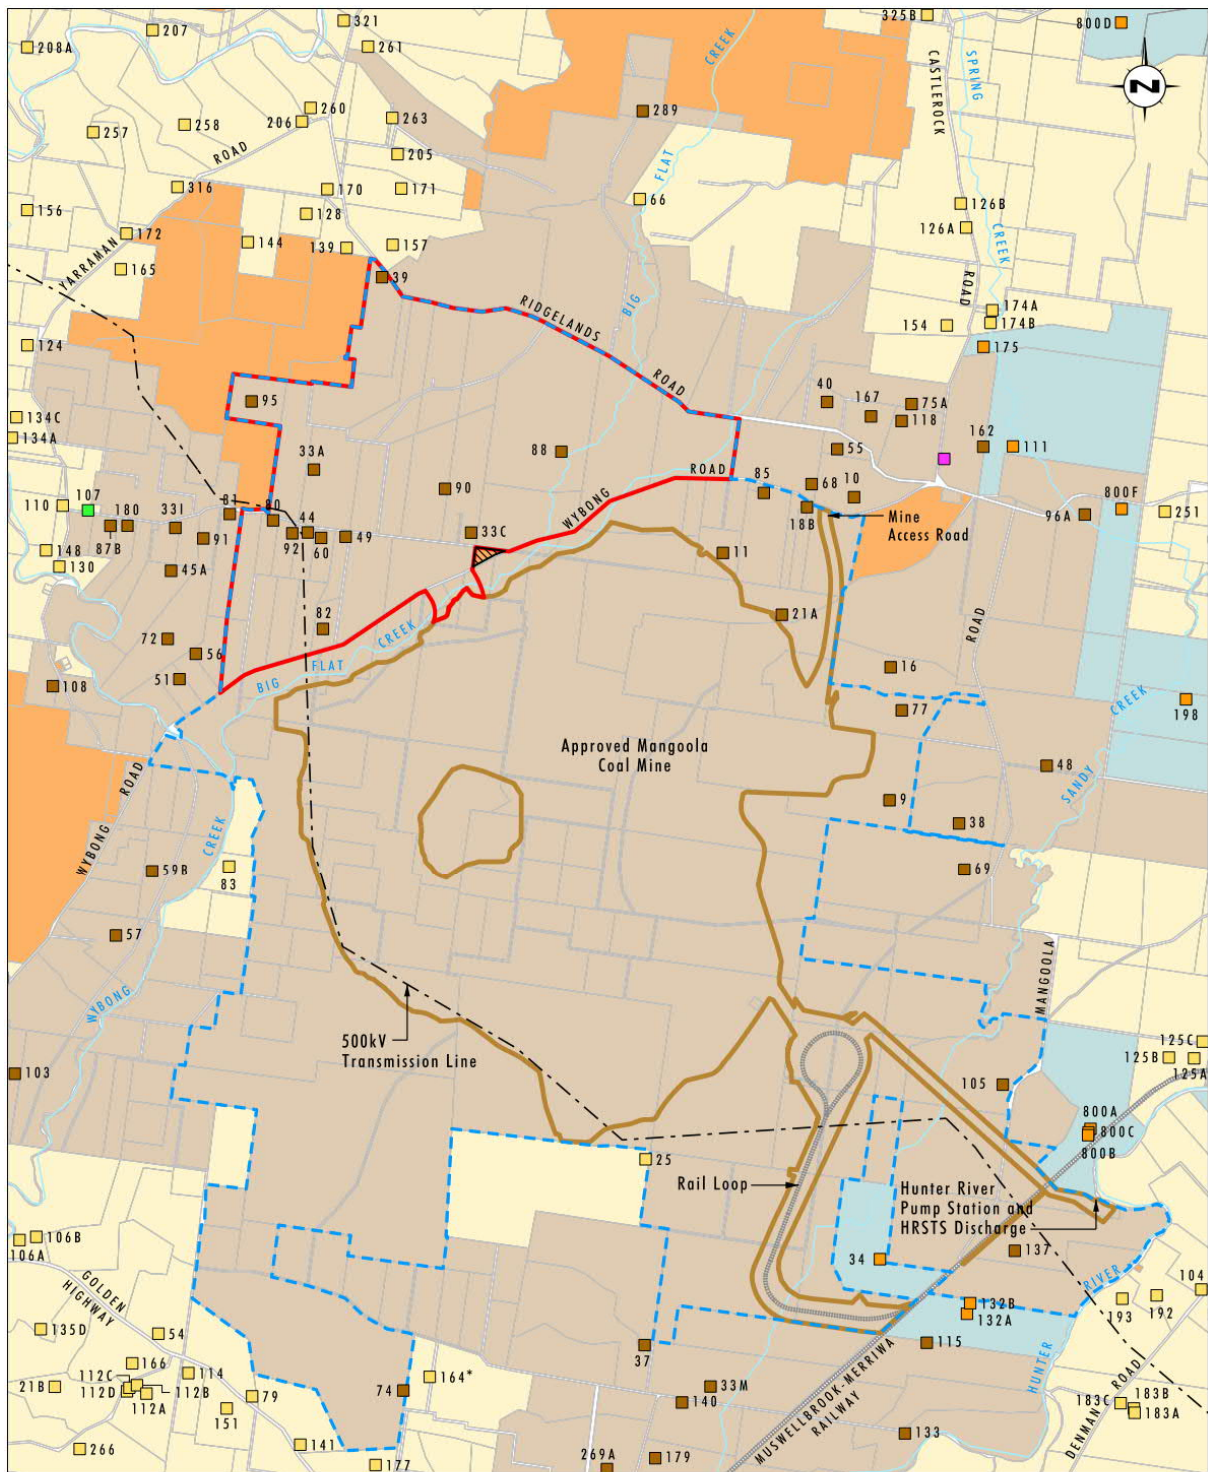 321
207
208A
261
325B
800D
CREEK
CASTLEROCK
SPRING
N
260
289
206
263
257
258
ROAD
205
FLAT
316
170
171
66
156
128
126B
172
126A
CREEK
144
139
157
YARRAMAN
165
39
ROAD
BIG
RIDGELANDS
174A
154
174B
124
175
ROAD
95
40
167
75A
134C
118
134A
33A
88
55
162
111
ROAD
85
68
10
90
WYBONG
107
81
80
110
180
33I
44
33C
18B
Mine
Access Road
96A
800F
251
87B
91
92
60
49
148
11
130
45A
21A
82
ROAD
72
CREEK
56
FLAT
16
51
BIG
108
CREEK
198
77
Approved Mangoola
Coal Mine
ROAD
48
SANDY
9
38
WYBONG
CREEK
59B
83
69
57
MANGOOLA
WYBONG
500kV
Transmission Line
125C
125B
125A
103
105
800A
800C
800B
25
Rail Loop
Hunter River
Pump Station and
HRSTS Discharge
106B
106A
34
137
GOLDEN
HIGHWAY
RIVER
104
132B
193
192
135D
54
132A
37
115
166
112C
114
164*
HUNTER
ROAD
21B
112D
112B
79
74
33M
MUSWELLBROOK-MERRIWA
RAILWAY
112A
151
140
183C
183B
183A
DENMAN
266
141
133
177
269A
179